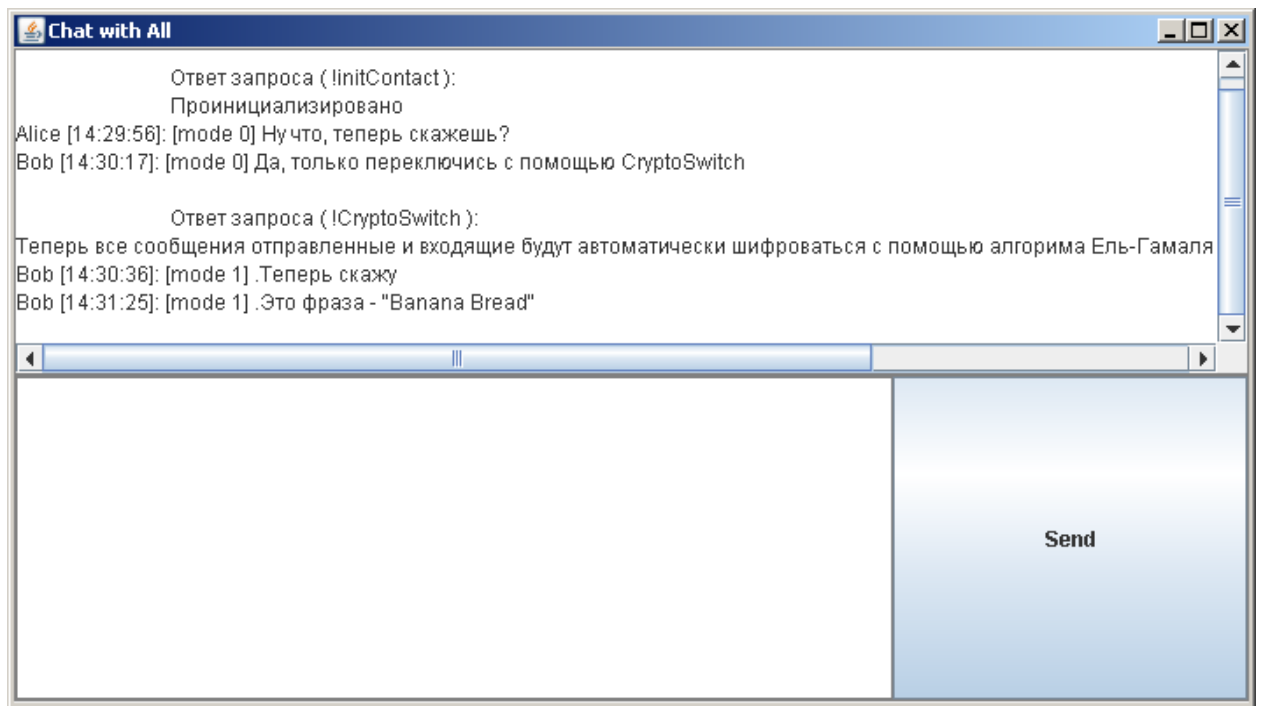 Chat with All
Ответ запроса ( !initContact ):
Проинициализировано
Alice [14:29:56]: [mode 0] Ну что, теперь скажешь?
Bob [14:30:17]: [mode 0] Да, только переключись с помощью CryptoSwitch
Ответ запроса ( !CryptoSwitch ):
Теперь все сообщения отправленные и входящие будут автоматически шифроваться с помощью алгорима Ель-Гамаля
Bob [14:30:36]: [mode 1] .Теперь скажу
Bob [14:31:25]: [mode 1] .Это фраза - "Banana Bread"
Send